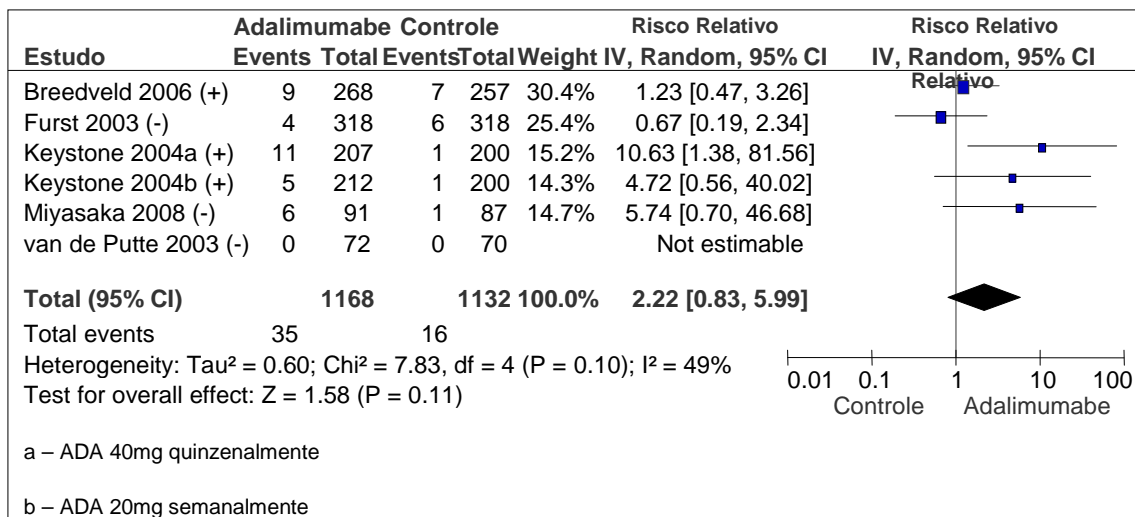 Adalimumabe Controle Risco Relativo Risco Relativo
Estudo Events Total Events Total Weight IV, Random, 95% CI IV, Random, 95% CI
Relativo
Breedveld 2006 (+) 9 268 7 257 30.4% 1.23 [0.47, 3.26]
Furst 2003 (-) 4 318 6 318 25.4% 0.67 [0.19, 2.34]
Keystone 2004a (+) 11 207 1 200 15.2% 10.63 [1.38, 81.56]
Keystone 2004b (+) 5 212 1 200 14.3% 4.72 [0.56, 40.02]
Miyasaka 2008 (-) 6 91 1 87 14.7% 5.74 [0.70, 46.68]
van de Putte 2003 (-) 0 72 0 70 Not estimable
Total (95% CI) 1168 1132 100.0% 2.22 [0.83, 5.99]
Total events 35 16
Heterogeneity: Tau² = 0.60; Chi² = 7.83, df = 4 (P = 0.10); I² = 49%
Test for overall effect: Z = 1.58 (P = 0.11)
0.01 0.1 1 10 100
Controle Adalimumabe
a – ADA 40mg quinzenalmente
b – ADA 20mg semanalmente